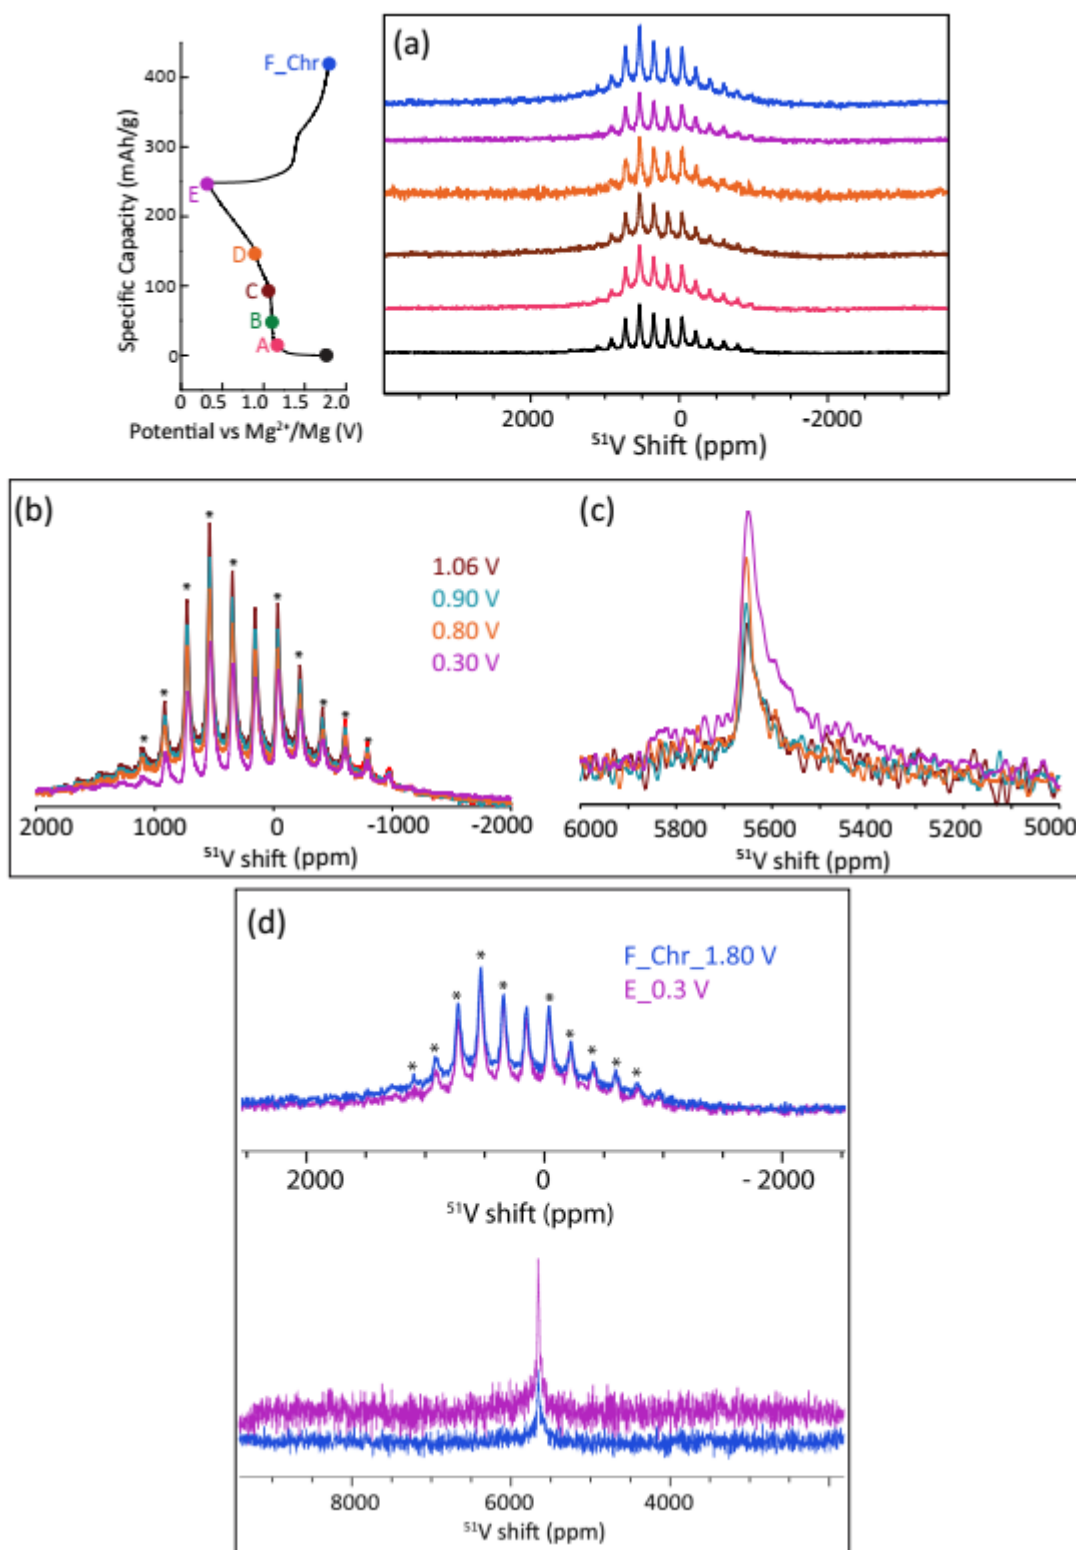 F_Chr
400
300
E
200
D
100
C
B
A
0
Specific Capacity (mAh/g)
0 0.5 1.0 1.5 2.0
Potential vs Mg²⁺/Mg (V)
(a)
2000 0 -2000
⁵¹V Shift (ppm)
(b)
* * * * * * * * * *
1.06 V
0.90 V
0.80 V
0.30 V
2000 1000 0 -1000 -2000
⁵¹V shift (ppm)
(c)
6000 5800 5600 5400 5200 5000
⁵¹V shift (ppm)
(d)
F_Chr_1.80 V
E_0.3 V
* * * * * * * * * *
2000 0 - 2000
⁵¹V shift (ppm)
8000 6000 4000
⁵¹V shift (ppm)